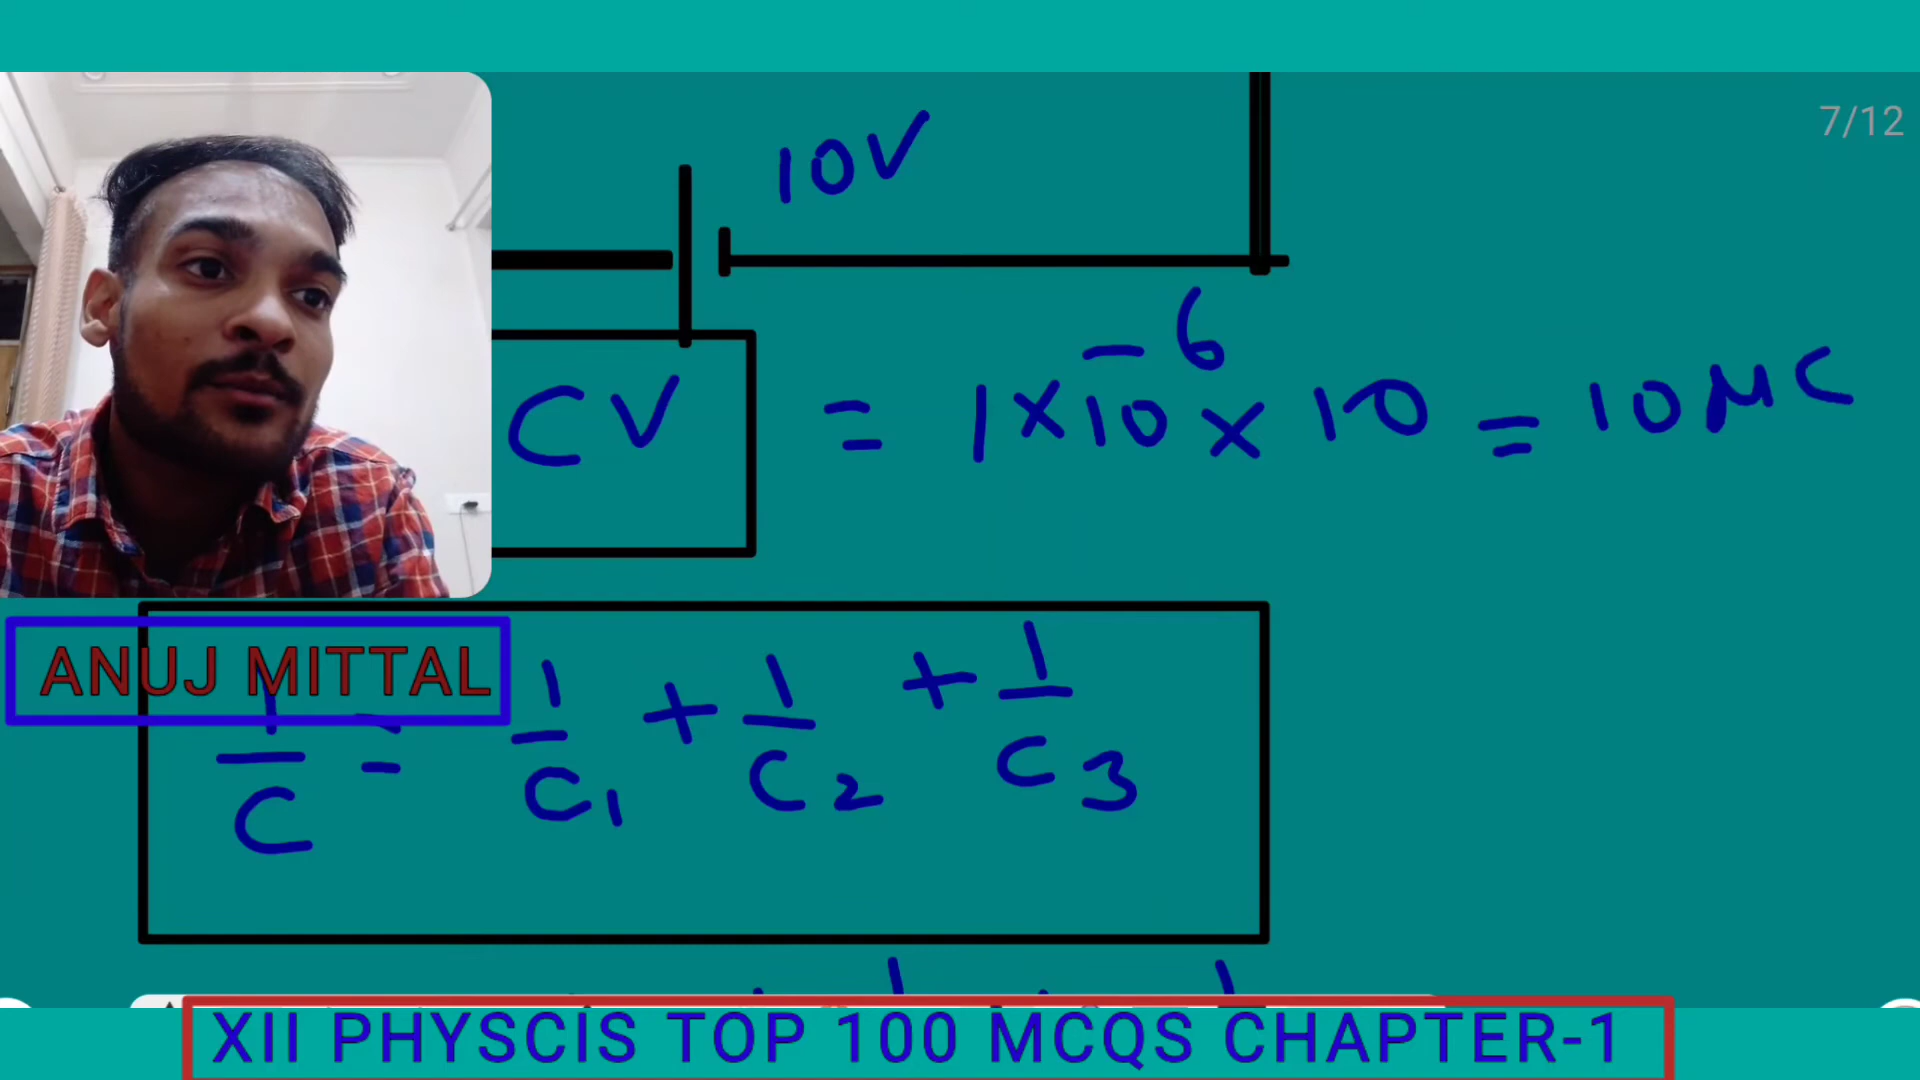 7/12
10V
CV = 1×10⁻⁶×10 = 10μC
ANUJ MITTAL
1/C = 1/C₁ + 1/C₂ + 1/C₃
XII PHYSCIS TOP 100 MCQS CHAPTER-1